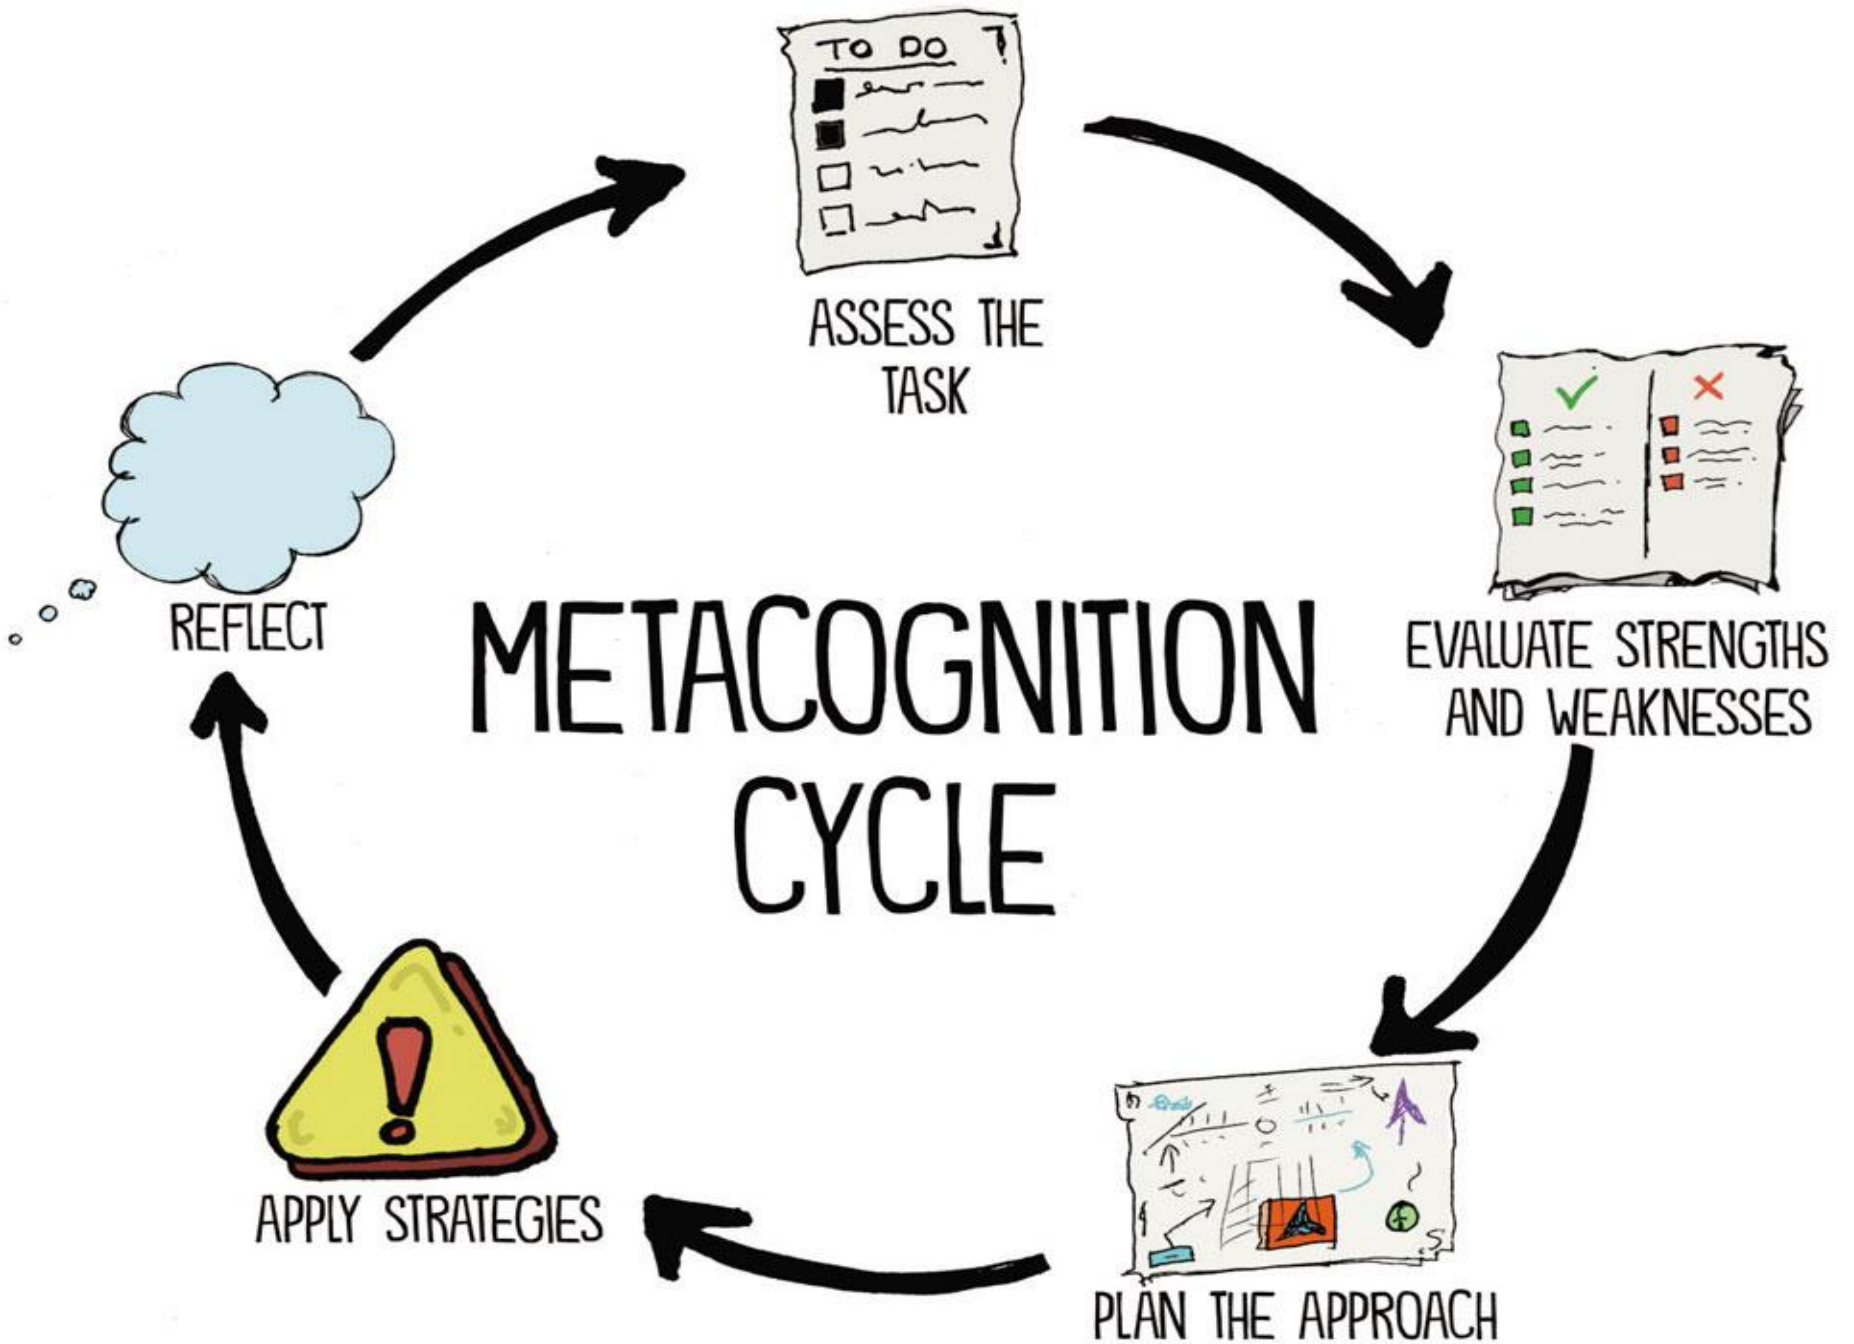 TO DO
ASSESS THE
TASK
EVALUATE STRENGTHS
AND WEAKNESSES
REFLECT
METACOGNITION
CYCLE
APPLY STRATEGIES
PLAN THE APPROACH